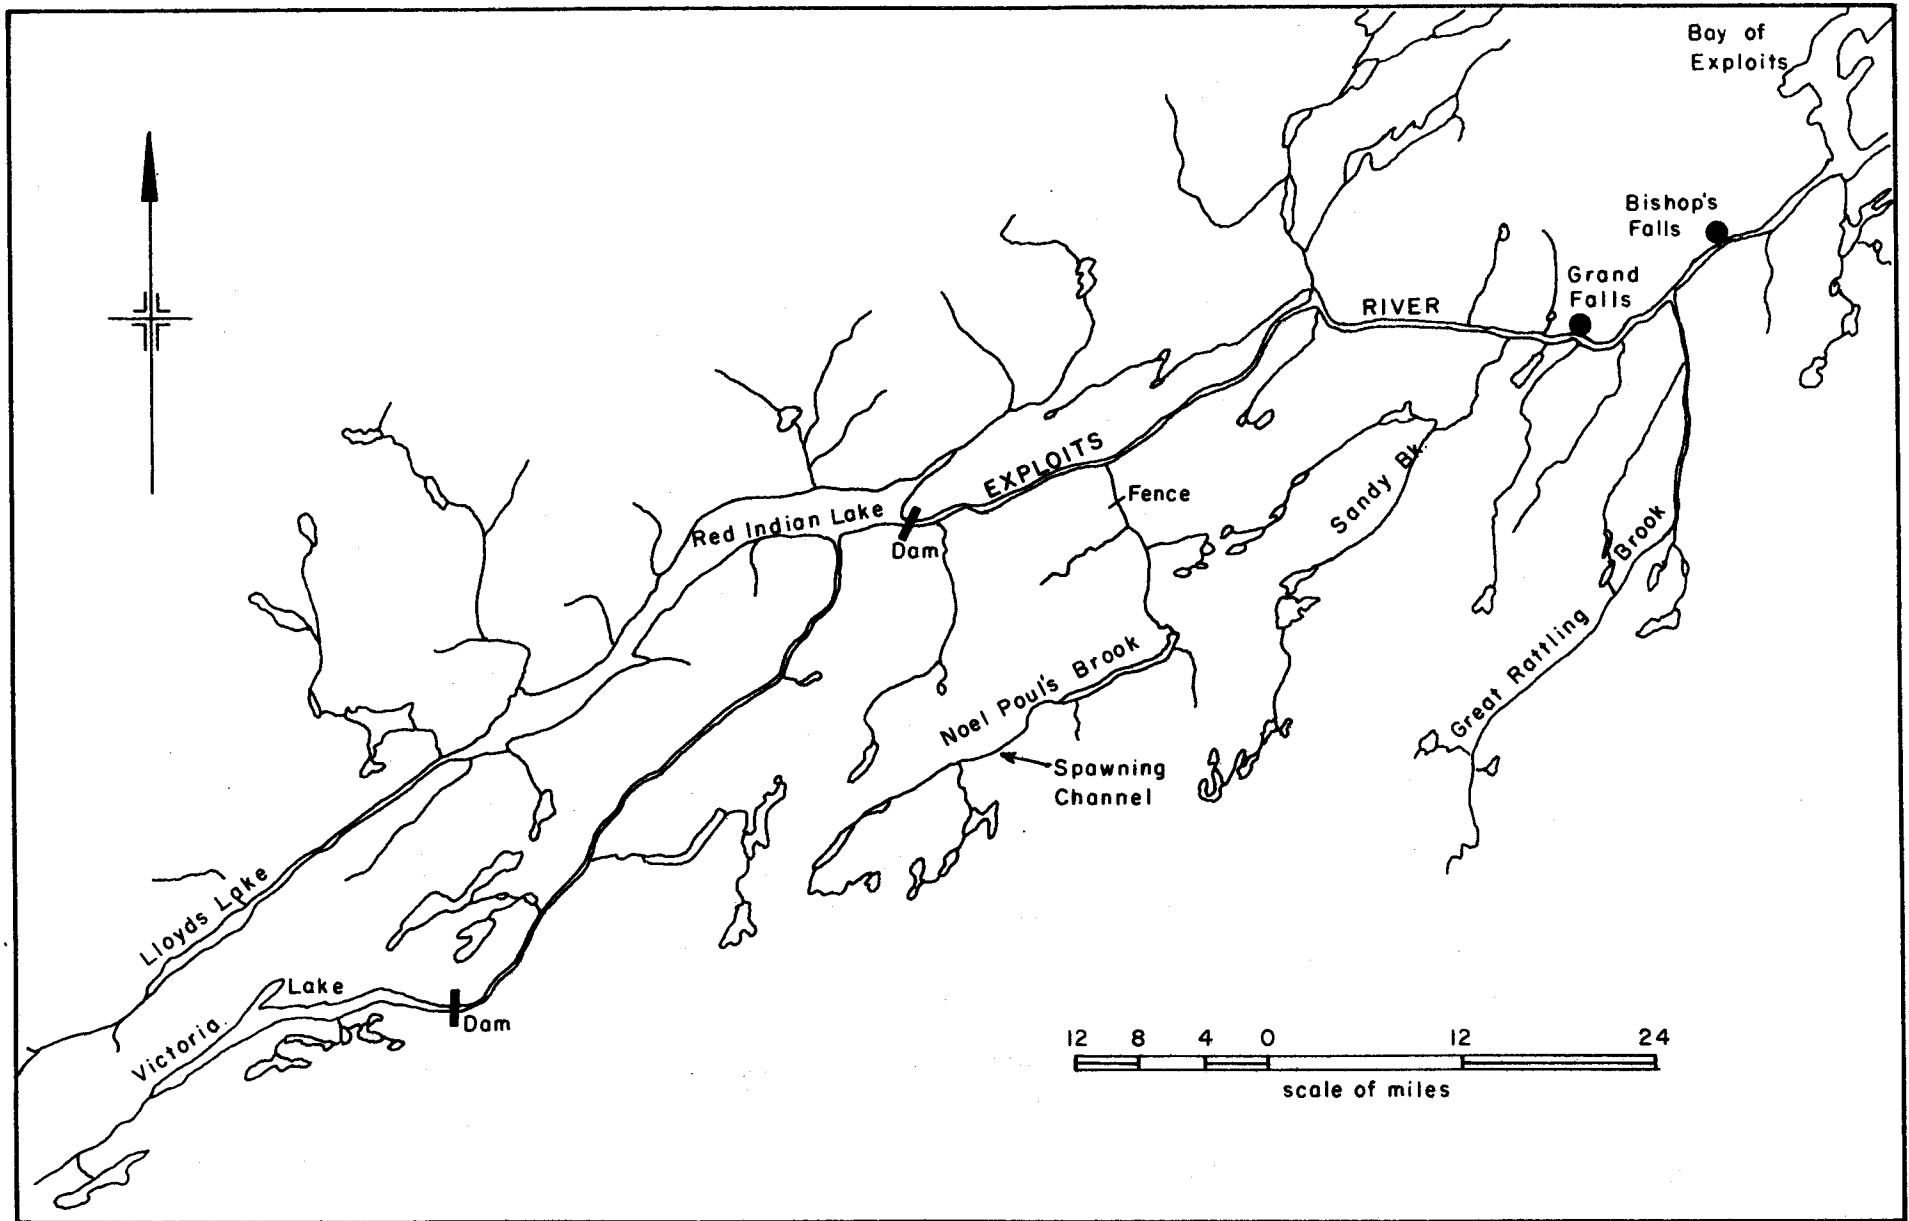 Bay of
Exploits
Bishop's
Falls
Grand
Falls
RIVER
EXPLOITS
Fence
Red Indian Lake
Dam
Sandy Bk.
Brook
Great Rattling
Noel Poul's Brook
Spawning
Channel
Lloyds Lake
Lake
Victoria
Dam
12 8 4 0 12 24
scale of miles